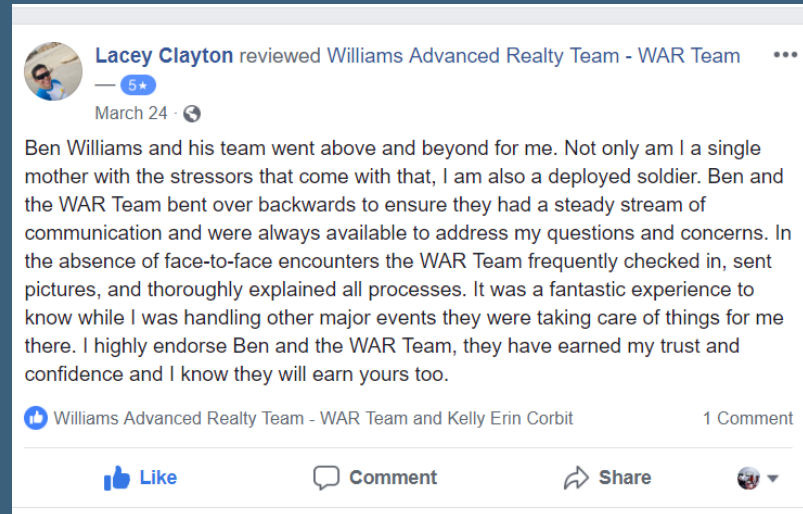 Lacey Clayton reviewed Williams Advanced Realty Team - WAR Team
— 5★
March 24 ·
Ben Williams and his team went above and beyond for me. Not only am I a single
mother with the stressors that come with that, I am also a deployed soldier. Ben and
the WAR Team bent over backwards to ensure they had a steady stream of
communication and were always available to address my questions and concerns. In
the absence of face-to-face encounters the WAR Team frequently checked in, sent
pictures, and thoroughly explained all processes. It was a fantastic experience to
know while I was handling other major events they were taking care of things for me
there. I highly endorse Ben and the WAR Team, they have earned my trust and
confidence and I know they will earn yours too.
Williams Advanced Realty Team - WAR Team and Kelly Erin Corbit 1 Comment
Like Comment Share